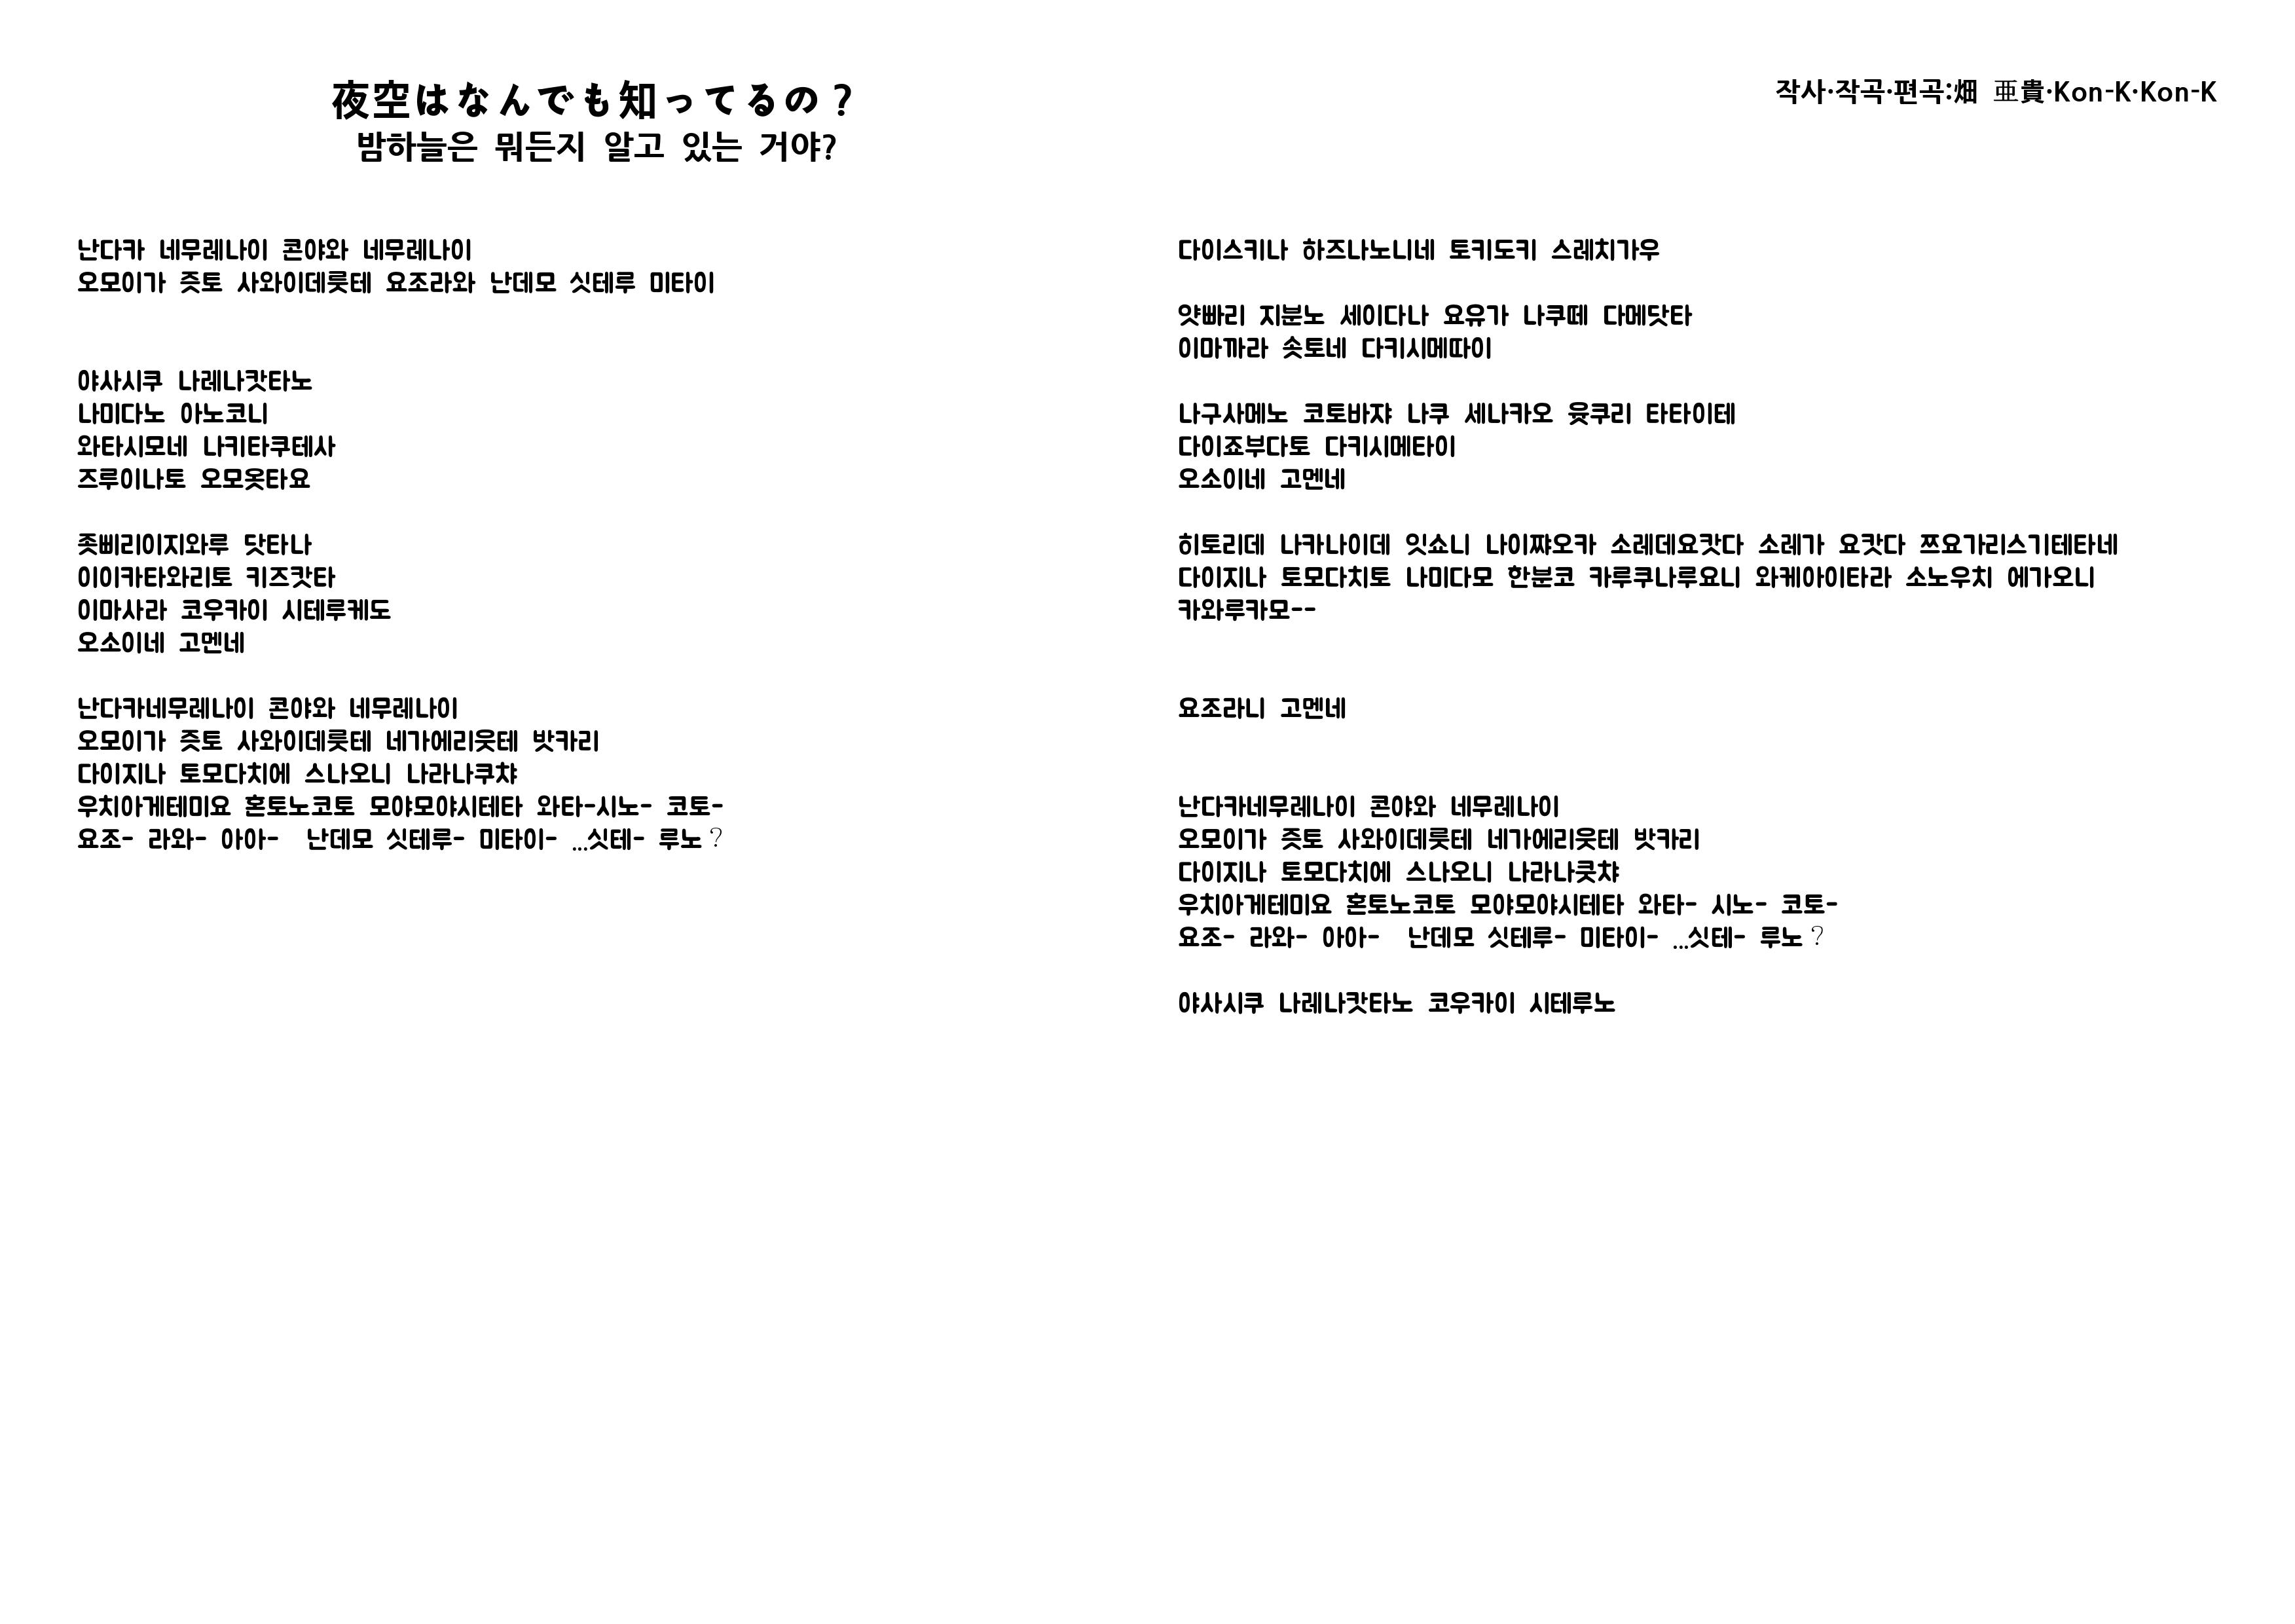 夜空はなんでも知ってるの？
밤하늘은 뭐든지 알고 있는 거야?
작사·작곡·편곡:畑 亜貴·Kon-K·Kon-K
난다카 네무레나이 콘야와 네무레나이
오모이가 즛토 사와이데룻테 요조라와 난데모 싯테루 미타이
야사시쿠 나레나캇타노
나미다노 아노코니
와타시모네 나키타쿠테사
즈루이나토 오모옷타요
좃삐리이지와루 닷타나
이이카타와리토 키즈캇타
이마사라 코우카이 시테루케도
오소이네 고멘네
난다카네무레나이 콘야와 네무레나이
오모이가 즛토 사와이데룻테 네가에리웃테 밧카리
다이지나 토모다치에 스나오니 나라나쿠챠
우치아게테미요 혼토노코토 모야모야시테타 와타-시노- 코토-
요조- 라와- 아아- 난데모 싯테루- 미타이- ...싯테- 루노？
다이스키나 하즈나노니네 토키도키 스레치가우
얏빠리 지분노 세이다나 요유가 나쿠떼 다메닷타
이마까라 솟토네 다키시메따이
나구사메노 코토바쟈 나쿠 세나카오 윳쿠리 타타이테
다이죠부다토 다키시메타이
오소이네 고멘네
히토리데 나카나이데 잇쇼니 나이쨔오카 소레데요캇다 소레가 요캇다 쯔요가리스기테타네
다이지나 토모다치토 나미다모 한분코 카루쿠나루요니 와케아이타라 소노우치 에가오니
카와루카모--
요조라니 고멘네
난다카네무레나이 콘야와 네무레나이
오모이가 즛토 사와이데룻테 네가에리웃테 밧카리
다이지나 토모다치에 스나오니 나라나큿챠
우치아게테미요 혼토노코토 모야모야시테타 와타- 시노- 코토-
요조- 라와- 아아- 난데모 싯테루- 미타이- ...싯테- 루노？
야사시쿠 나레나캇타노 코우카이 시테루노